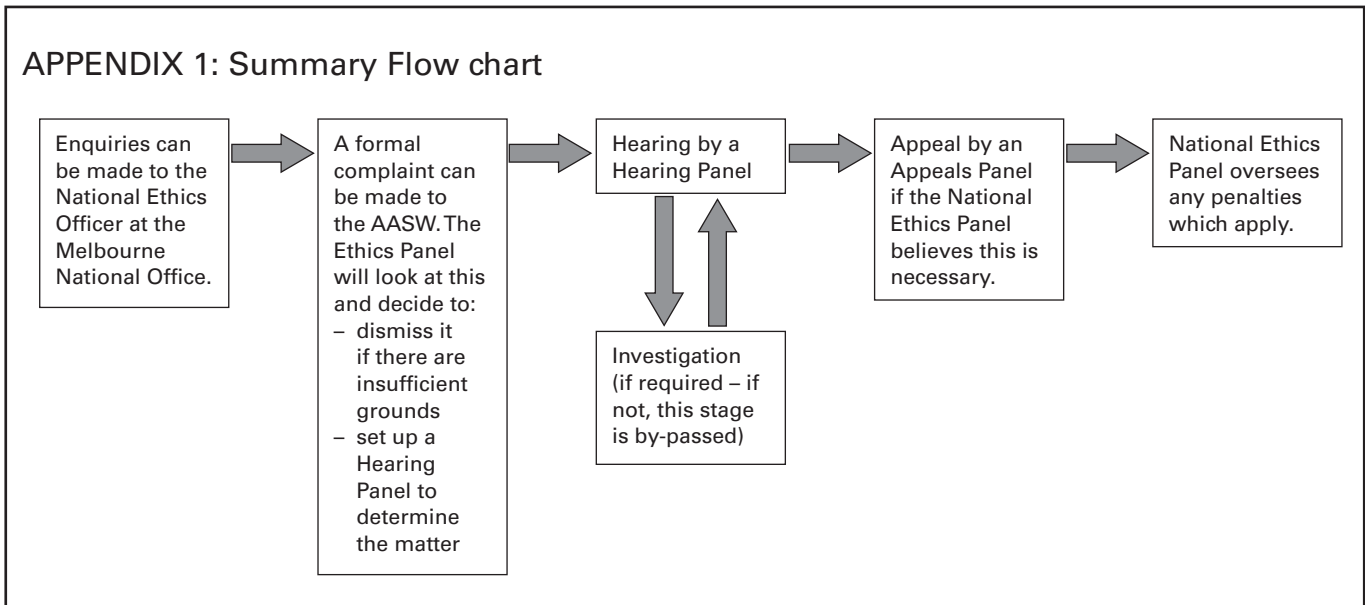 APPENDIX 1: Summary Flow chart
Enquiries can
be made to the
National Ethics
Officer at the
Melbourne
National Office.
A formal
complaint can
be made to
the AASW. The
Ethics Panel
will look at this
and decide to:
– dismiss it
if there are
insufficient
grounds
– set up a
Hearing
Panel to
determine
the matter
Hearing by a
Hearing Panel
Investigation
(if required – if
not, this stage
is by-passed)
Appeal by an
Appeals Panel
if the National
Ethics Panel
believes this is
necessary.
National Ethics
Panel oversees
any penalties
which apply.